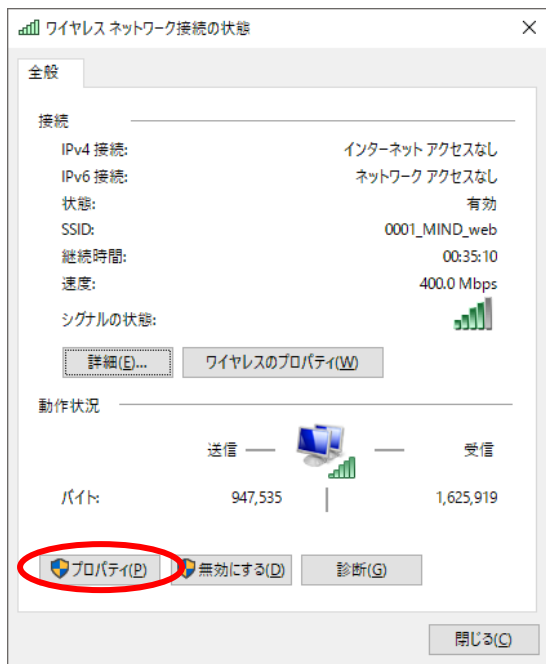 ワイヤレス ネットワーク接続の状態
全般
接続
IPv4 接続: インターネット アクセスなし
IPv6 接続: ネットワーク アクセスなし
状態: 有効
SSID: 0001_MIND_web
継続時間: 00:35:10
速度: 400.0 Mbps
シグナルの状態:
詳細(E)... ワイヤレスのプロパティ(W)
動作状況
送信 — — 受信
バイト: 947,535 1,625,919
プロパティ(P) 無効にする(D) 診断(G)
閉じる(C)